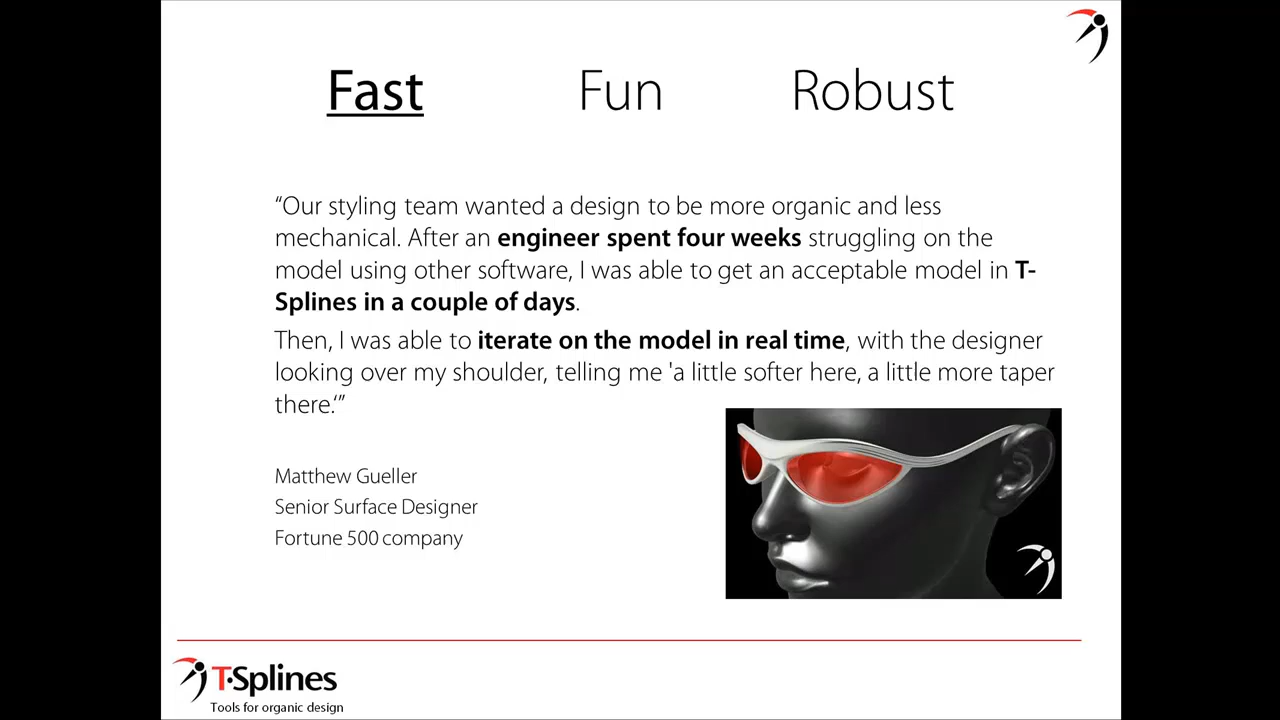 Fast Fun Robust
“Our styling team wanted a design to be more organic and less
mechanical. After an engineer spent four weeks struggling on the
model using other software, I was able to get an acceptable model in T-
Splines in a couple of days.
Then, I was able to iterate on the model in real time, with the designer
looking over my shoulder, telling me 'a little softer here, a little more taper
there.‘”
Matthew Gueller
Senior Surface Designer
Fortune 500 company
T·Splines
Tools for organic design